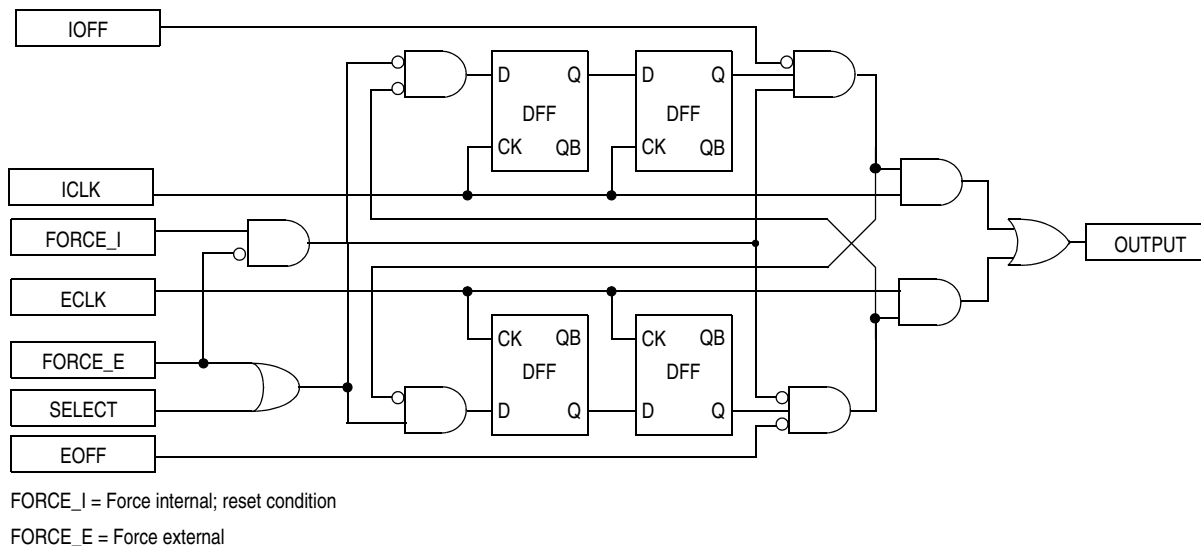 IOFF
D Q D Q
DFF DFF
CK QB CK QB
ICLK
FORCE_I
OUTPUT
ECLK
CK QB CK QB
FORCE_E
DFF DFF
SELECT
D Q D Q
EOFF
FORCE_I = Force internal; reset condition
FORCE_E = Force external